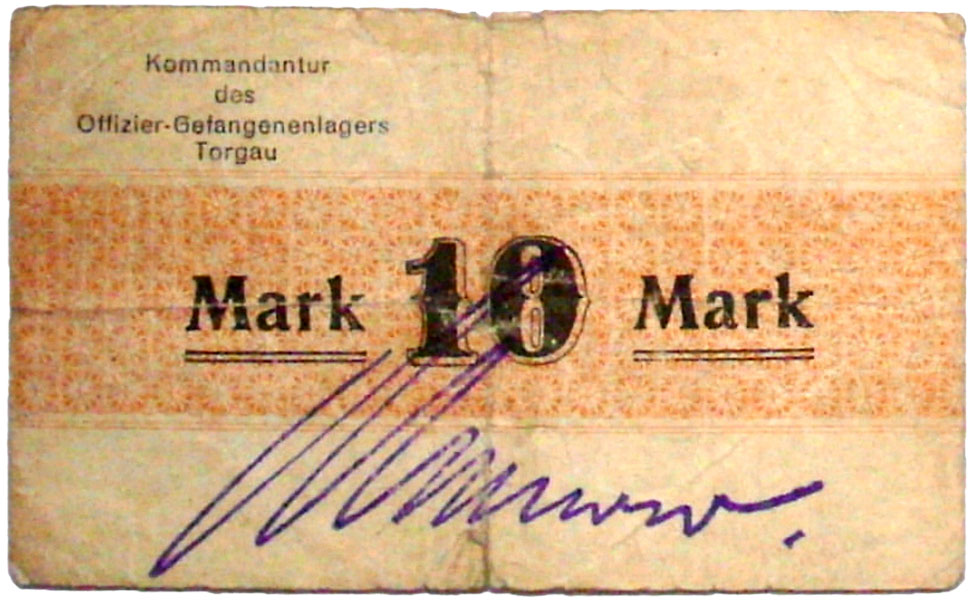 Kommandantur
des
Offizier-Gefangenenlagers
Torgau
Mark 10 Mark